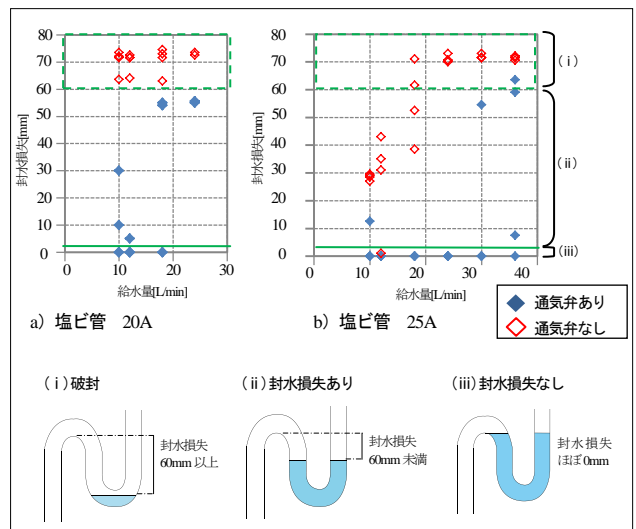 80
70
60
50
40
30
20
10
0
封水損失[mm]
0 10 20 30
給水量[L/min]
a）塩ビ管　20A
80
70
60
50
40
30
20
10
0
封水損失[mm]
0 10 20 30 40
給水量[L/min]
b）塩ビ管　25A
(ⅰ)
(ⅱ)
(ⅲ)
通気弁あり
通気弁なし
(ⅰ)破封
封水損失
60mm 以上
(ⅱ)封水損失あり
封水損失
60mm 未満
(ⅲ)封水損失なし
封水損失
ほぼ0mm